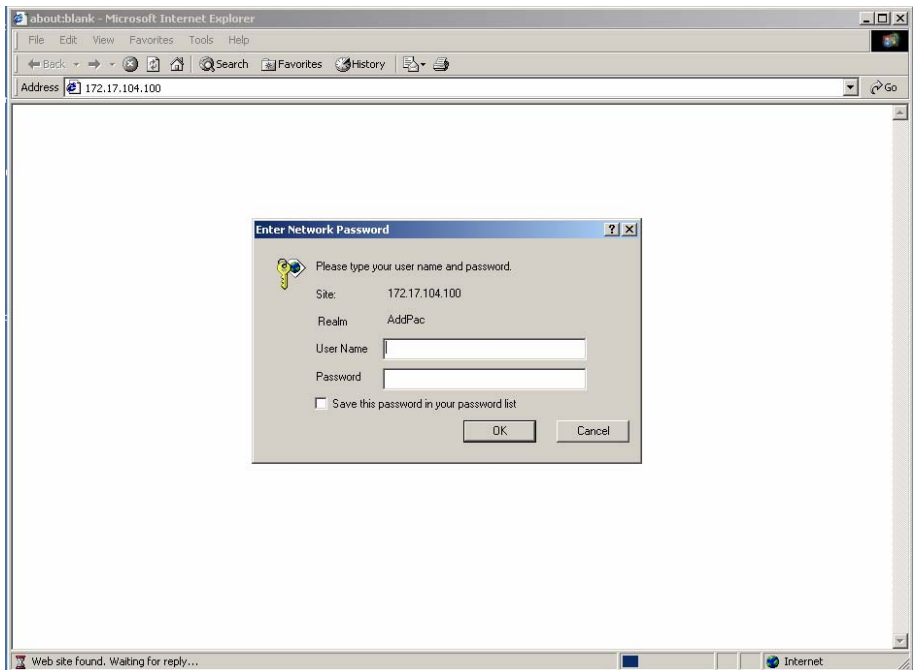 about:blank - Microsoft Internet Explorer
File Edit View Favorites Tools Help
Back Search Favorites History
Address 172.17.104.100 Go
Enter Network Password
Please type your user name and password.
Site: 172.17.104.100
Realm AddPac
User Name
Password
Save this password in your password list
OK Cancel
Web site found. Waiting for reply... Internet